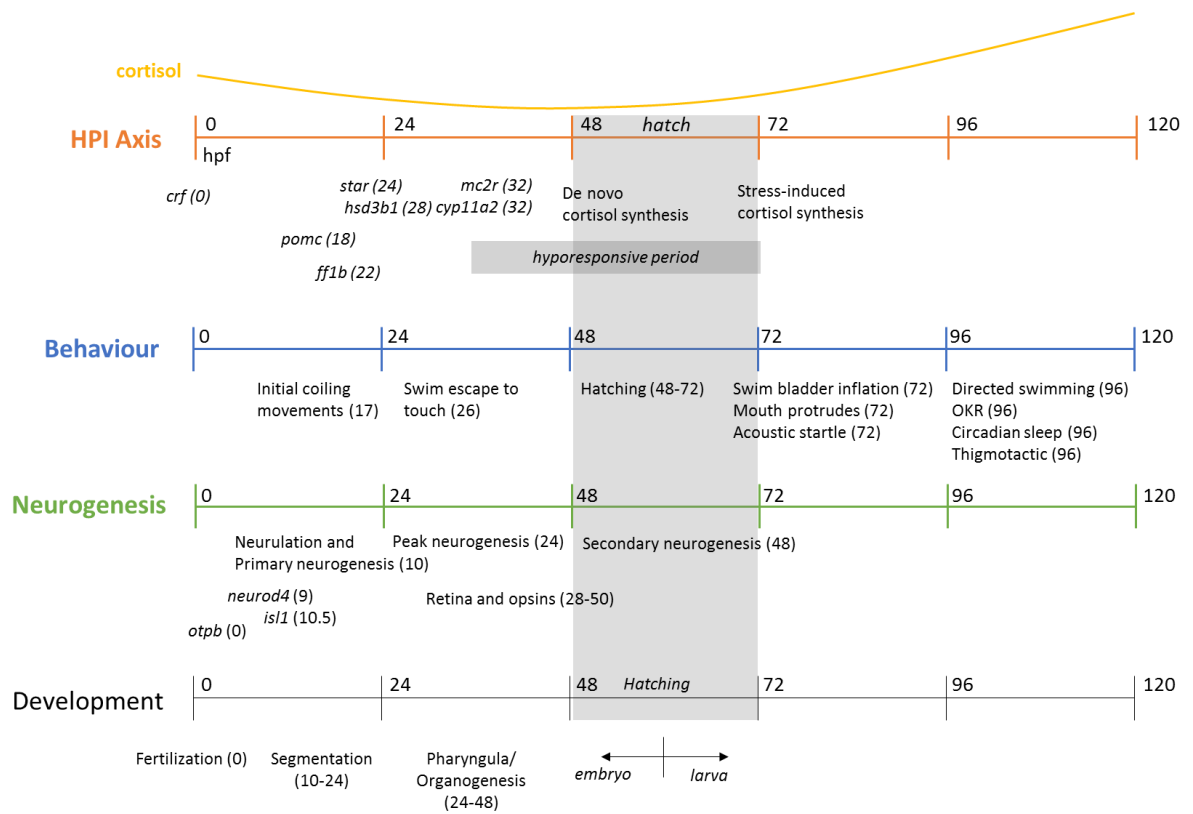 cortisol
HPI Axis
0 24 48 hatch 72 96 120
hpf
crf (0)
star (24)
hsd3b1 (28)
mc2r (32)
cyp11a2 (32)
De novo
cortisol synthesis
Stress-induced
cortisol synthesis
pomc (18)
ff1b (22)
hyporesponsive period
Behaviour
0 24 48 72 96 120
Initial coiling
movements (17)
Swim escape to
touch (26)
Hatching (48-72)
Swim bladder inflation (72)
Mouth protrudes (72)
Acoustic startle (72)
Directed swimming (96)
OKR (96)
Circadian sleep (96)
Thigmotactic (96)
Neurogenesis
0 24 48 72 96 120
Neurulation and
Primary neurogenesis (10)
Peak neurogenesis (24)
Secondary neurogenesis (48)
neurod4 (9)
isl1 (10.5)
otpb (0)
Retina and opsins (28-50)
Development
0 24 48 Hatching 72 96 120
Fertilization (0)
Segmentation
(10-24)
Pharyngula/
Organogenesis
(24-48)
embryo
larva